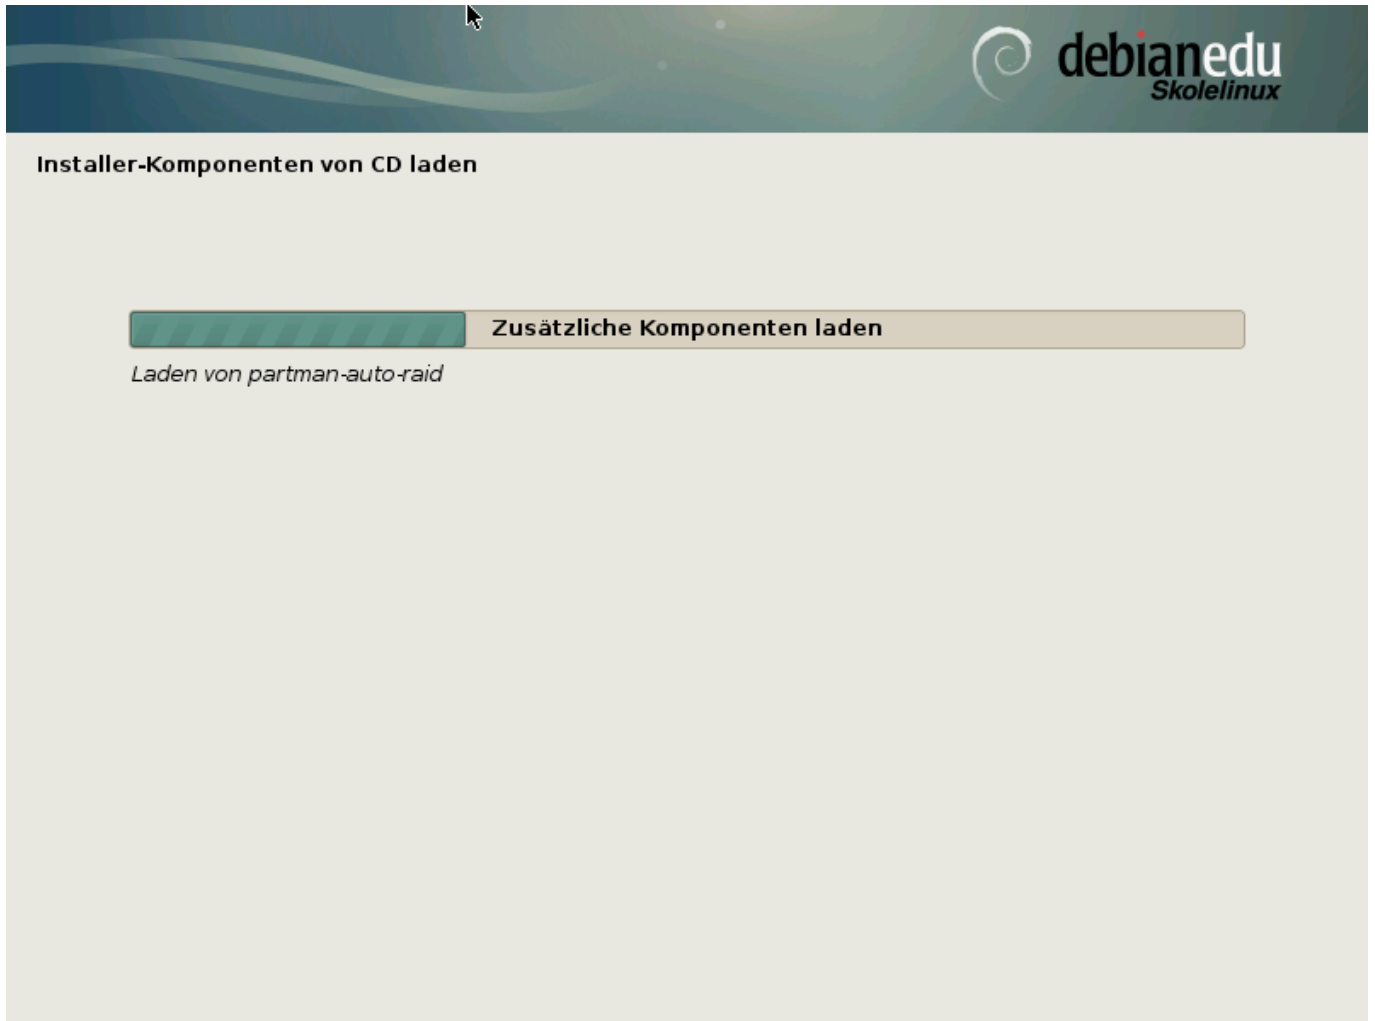 debianedu
Skolelinux
Installer-Komponenten von CD laden
Zusätzliche Komponenten laden
Laden von partman-auto-raid